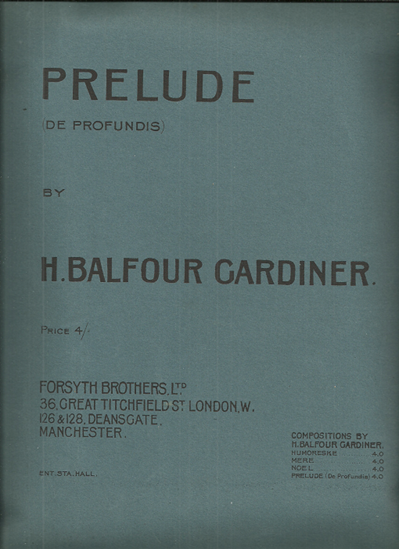 PRELUDE
(DE PROFUNDIS)
BY
H. BALFOUR GARDINER.
PRICE 4/-
FORSYTH BROTHERS, LTD
36, GREAT TITCHFIELD ST LONDON, W.
126 & 128, DEANSGATE.
MANCHESTER.
ENT. STA. HALL.
COMPOSITIONS BY
H. BALFOUR GARDINER.
HUMORESKE 4.0
MERE 4.0
NOEL 4.0
PRELUDE (De Profundis) 4.0